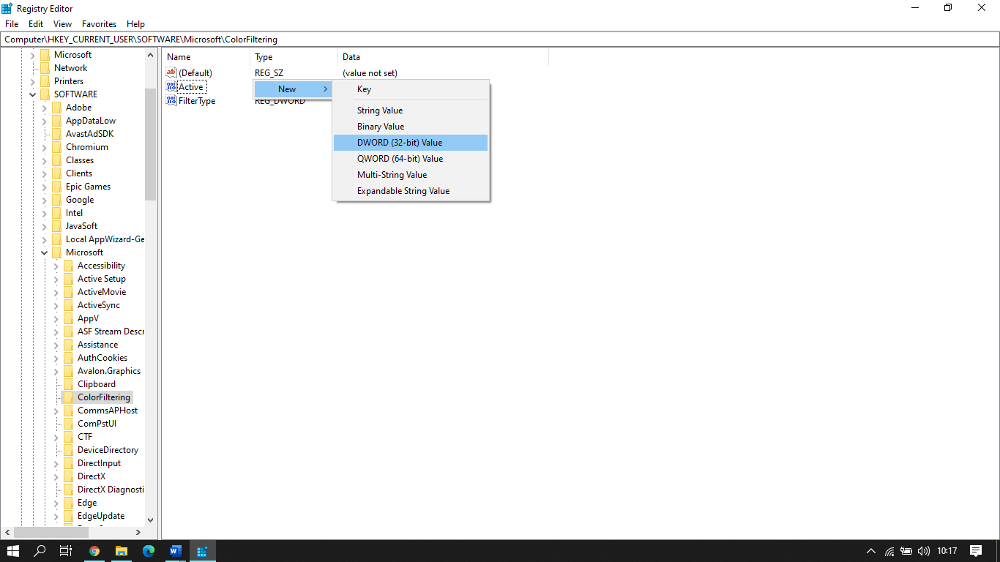 Registry Editor
File Edit View Favorites Help
Computer\HKEY_CURRENT_USER\SOFTWARE\Microsoft\ColorFiltering
Microsoft
Network
Printers
SOFTWARE
Adobe
AppDataLow
AvastAdSDK
Chromium
Classes
Clients
Epic Games
Google
Intel
JavaSoft
Local AppWizard-Ge
Microsoft
Accessibility
Active Setup
ActiveMovie
ActiveSync
AppV
ASF Stream Descr
Assistance
AuthCookies
Avalon.Graphics
Clipboard
ColorFiltering
CommsAPHost
ComPstUI
CTF
DeviceDirectory
DirectInput
DirectX
DirectX Diagnosti
Edge
EdgeUpdate
Name Type Data
(Default) REG_SZ (value not set)
Active
FilterType REG_DWORD
New
Key
String Value
Binary Value
DWORD (32-bit) Value
QWORD (64-bit) Value
Multi-String Value
Expandable String Value
10:17